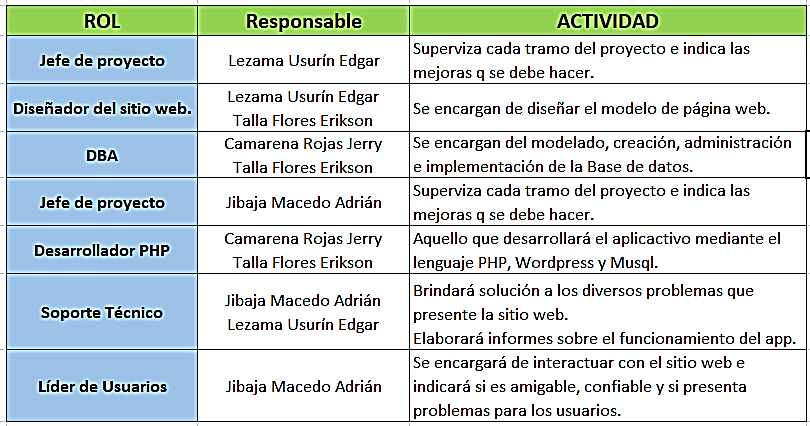 ROL Responsable ACTIVIDAD
Jefe de proyecto Lezama Usurín Edgar Superviza cada tramo del proyecto e indica las
mejoras q se debe hacer.
Diseñador del sitio web. Lezama Usurín Edgar
Talla Flores Erikson Se encargan de diseñar el modelo de página web.
DBA Camarena Rojas Jerry
Talla Flores Erikson Se encargan del modelado, creación, administración
e implementación de la Base de datos.
Jefe de proyecto Jibaja Macedo Adrián Superviza cada tramo del proyecto e indica las
mejoras q se debe hacer.
Desarrollador PHP Camarena Rojas Jerry
Talla Flores Erikson Aquello que desarrollará el aplicactivo mediante el
lenguaje PHP, Wordpress y Musql.
Soporte Técnico Jibaja Macedo Adrián
Lezama Usurín Edgar Brindará solución a los diversos problemas que
presente la sitio web.
Elaborará informes sobre el funcionamiento del app.
Líder de Usuarios Jibaja Macedo Adrián Se encargará de interactuar con el sitio web e
indicará si es amigable, confiable y si presenta
problemas para los usuarios.